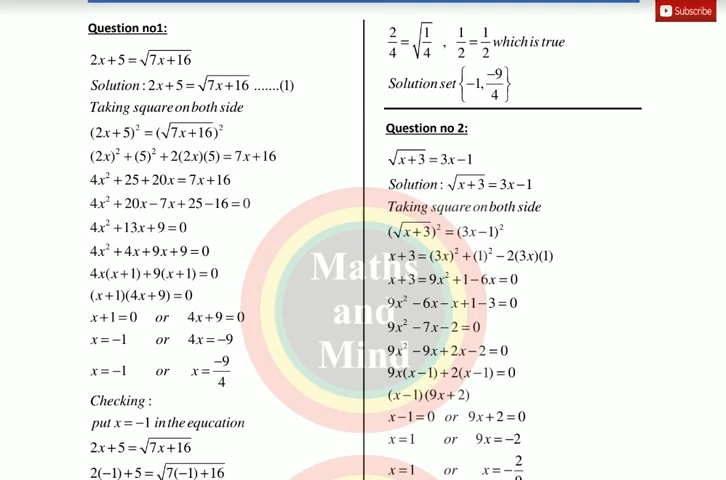 Subscribe
Question no1:
2x+5=√(7x+16)
Solution: 2x+5=√(7x+16) .......(1)
Taking square on both side
(2x+5)² = (√(7x+16))²
(2x)² + (5)² + 2(2x)(5) = 7x+16
4x² + 25 + 20x = 7x + 16
4x² + 20x − 7x + 25 − 16 = 0
4x² + 13x + 9 = 0
4x² + 4x + 9x + 9 = 0
4x(x+1) + 9(x+1) = 0
(x+1)(4x+9) = 0
x+1=0 or 4x+9=0
x=−1 or 4x=−9
x=−1 or x=−9/4
Checking:
put x=−1 in the equcation
2x+5=√(7x+16)
2(−1)+5=√(7(−1)+16)
2/4=√(1/4) , 1/2=1/2 which is true
Solution set {−1, −9/4}
Question no 2:
√(x+3) = 3x−1
Solution: √(x+3) = 3x−1
Taking square on both side
(√(x+3))² = (3x−1)²
x+3 = (3x)² + (1)² − 2(3x)(1)
x+3 = 9x² + 1 − 6x = 0
9x² − 6x − x + 1 − 3 = 0
9x² − 7x − 2 = 0
9x² − 9x + 2x − 2 = 0
9x(x−1) + 2(x−1) = 0
(x−1)(9x+2)
x−1=0 or 9x+2=0
x=1 or 9x=−2
x=1 or x=−2/
Maths
and
Mind